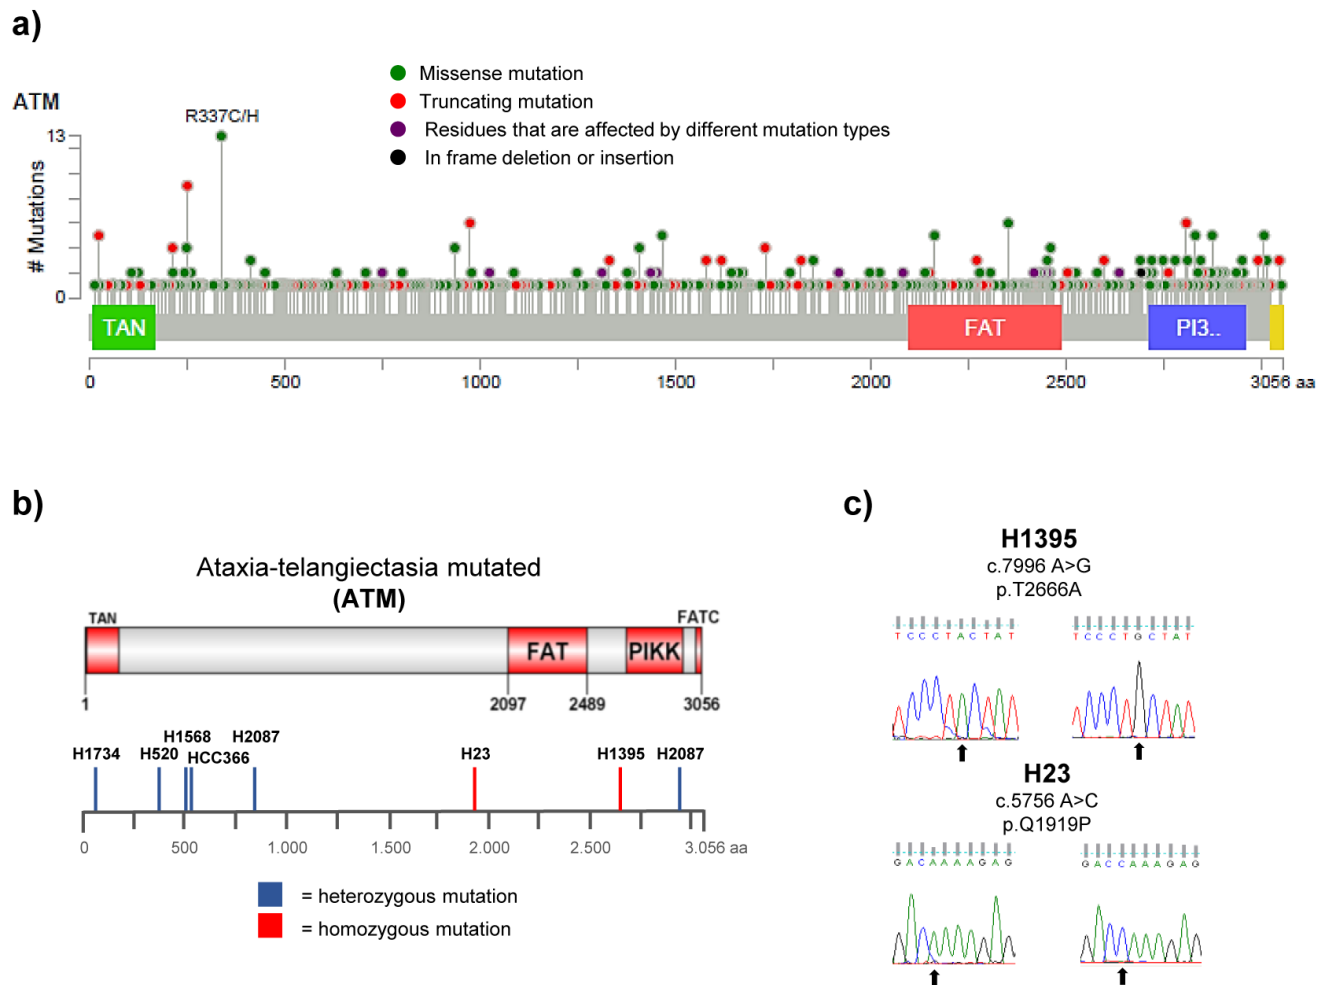 a)
Missense mutation
Truncating mutation
Residues that are affected by different mutation types
In frame deletion or insertion
ATM
R337C/H
13
# Mutations
0
TAN
FAT
PI3..
0
500
1000
1500
2000
2500
3056 aa
b)
Ataxia-telangiectasia mutated
(ATM)
TAN
FATC
FAT
PIKK
1
2097
2489
3056
H1568
H2087
H1734
H520
HCC366
H23
H1395
H2087
0
500
1.000
1.500
2.000
2.500
3.056 aa
= heterozygous mutation
= homozygous mutation
c)
H1395
c.7996 A>G
p.T2666A
T C C C T A C T A T
T C C C T G C T A T
H23
c.5756 A>C
p.Q1919P
G A C A A A A G A G
G A C C A A A G A G